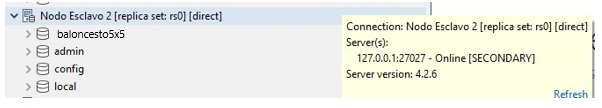 Nodo Esclavo 2 [replica set: rs0] [direct]
baloncesto5x5
admin
config
local
Connection: Nodo Esclavo 2 [replica set: rs0] [direct]
Server(s):
127.0.0.1:27027 - Online [SECONDARY]
Server version: 4.2.6
Refresh